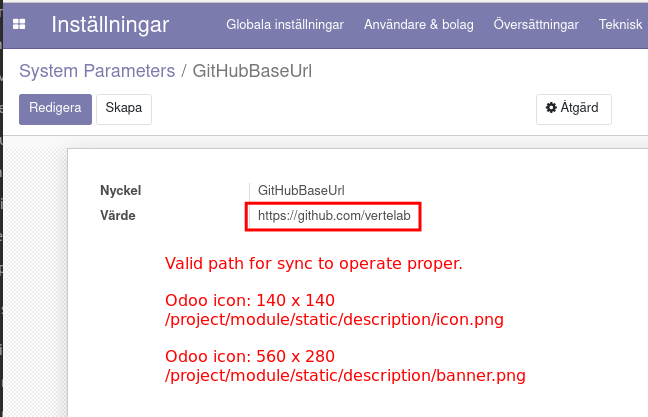 Inställningar Globala inställningar Användare & bolag Översättningar Teknisk
System Parameters / GitHubBaseUrl
Redigera Skapa Åtgärd
Nyckel GitHubBaseUrl
Värde https://github.com/vertelab
Valid path for sync to operate proper.
Odoo icon: 140 x 140
/project/module/static/description/icon.png
Odoo icon: 560 x 280
/project/module/static/description/banner.png